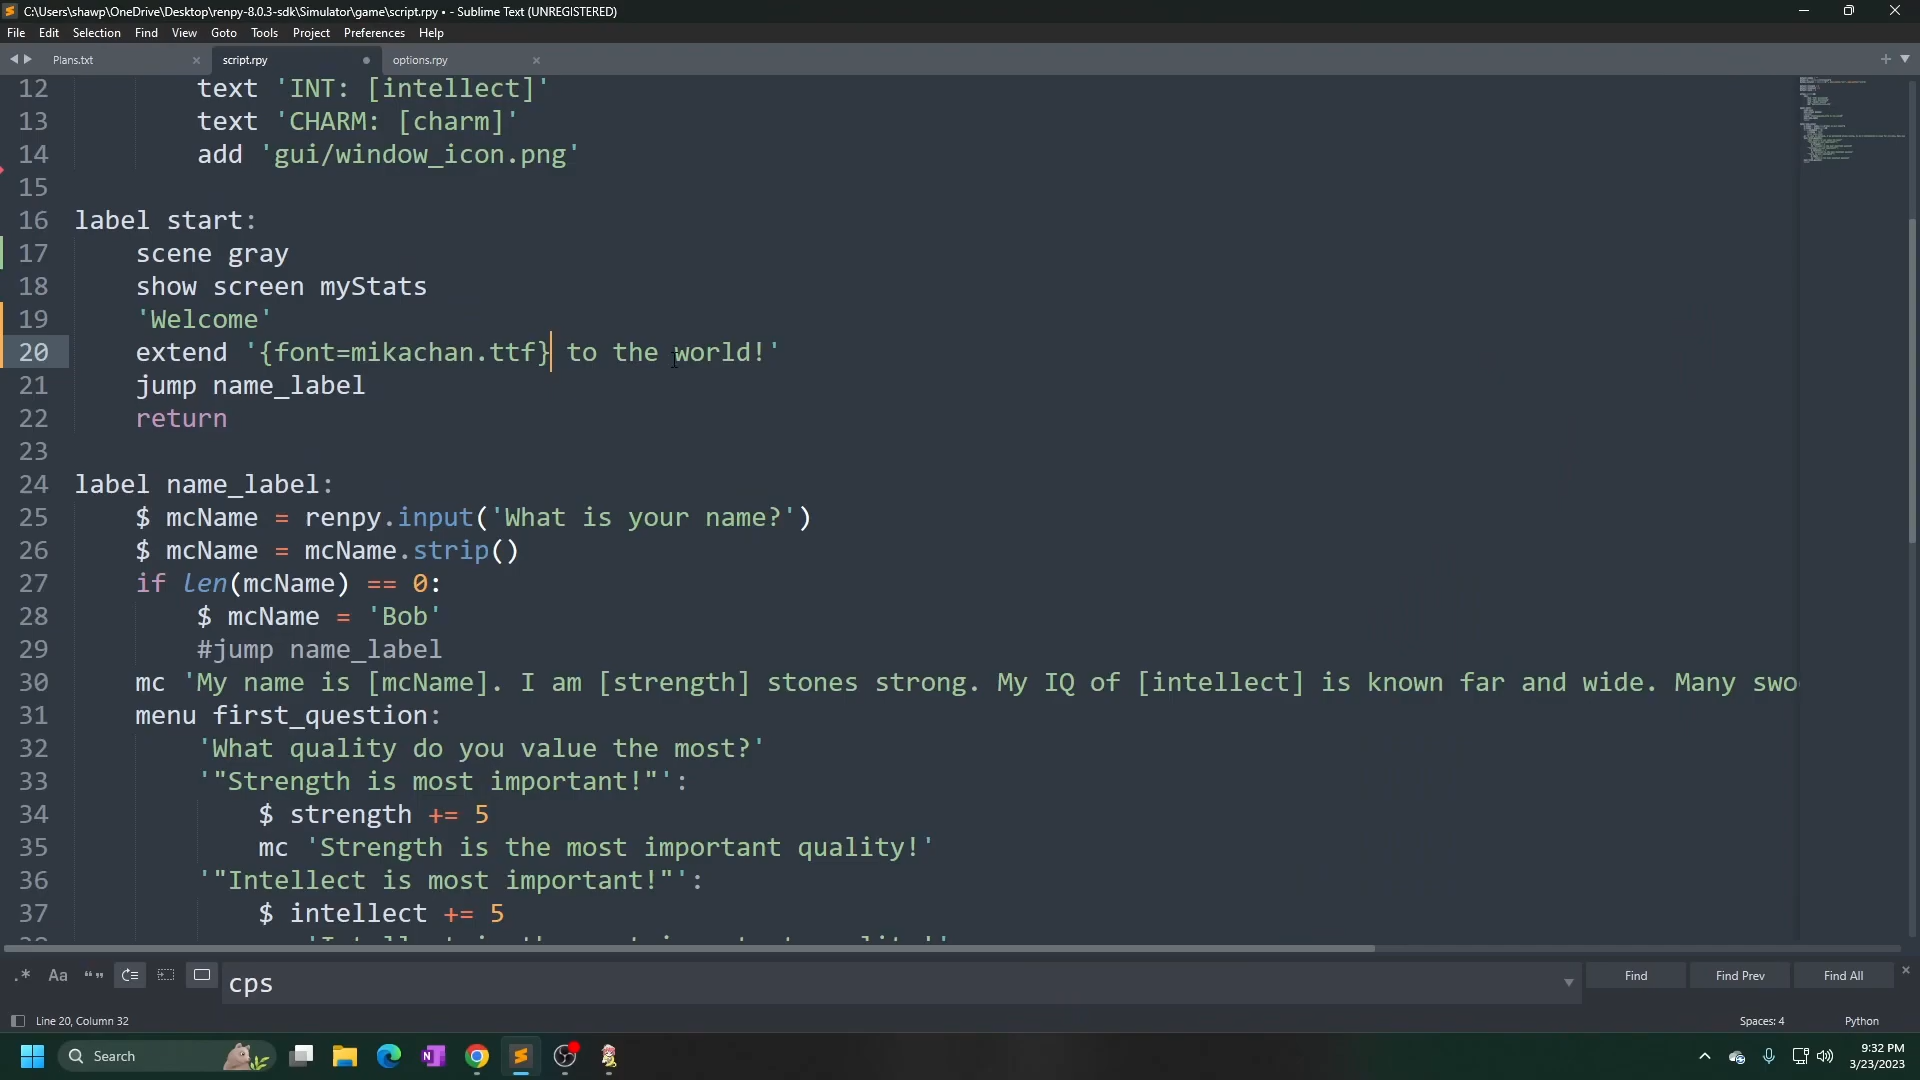 C:\Users\shawp\OneDrive\Desktop\renpy-8.0.3-sdk\Simulator\game\script.rpy • - Sublime Text (UNREGISTERED)
File Edit Selection Find View Goto Tools Project Preferences Help
Plans.txt script.rpy options.rpy
12 text 'INT: [intellect]'
13 text 'CHARM: [charm]'
14 add 'gui/window_icon.png'
15
16 label start:
17 scene gray
18 show screen myStats
19 'Welcome'
20 extend '{font=mikachan.ttf} to the world!'
21 jump name_label
22 return
23
24 label name_label:
25 $ mcName = renpy.input('What is your name?')
26 $ mcName = mcName.strip()
27 if len(mcName) == 0:
28 $ mcName = 'Bob'
29 #jump name_label
30 mc 'My name is [mcName]. I am [strength] stones strong. My IQ of [intellect] is known far and wide. Many swo
31 menu first_question:
32 'What quality do you value the most?'
33 '"Strength is most important!"':
34 $ strength += 5
35 mc 'Strength is the most important quality!'
36 '"Intellect is most important!"':
37 $ intellect += 5
.* Aa “” cps Find Find Prev Find All
Line 20, Column 32 Spaces: 4 Python
Search
9:32 PM
3/23/2023